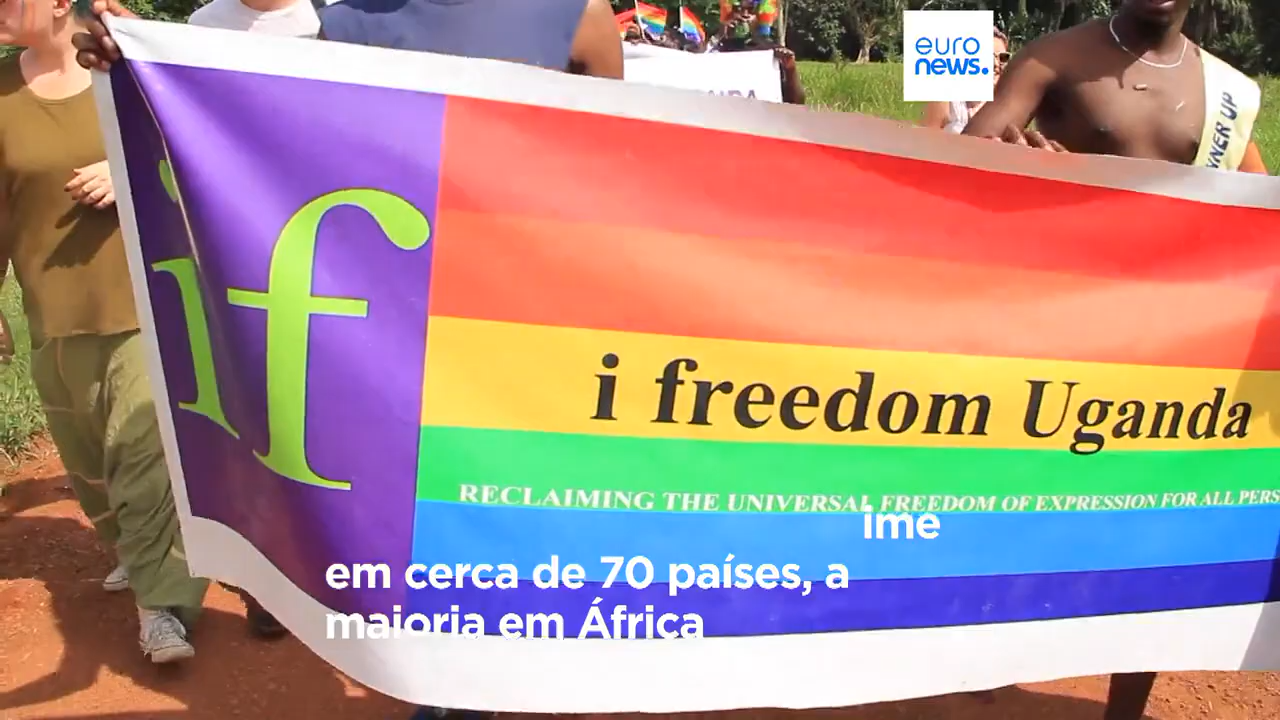 euro
news.
if
i freedom Uganda
RECLAIMING THE UNIVERSAL FREEDOM OF EXPRESSION FOR ALL
ime
em cerca de 70 países, a
maioria em África
UP